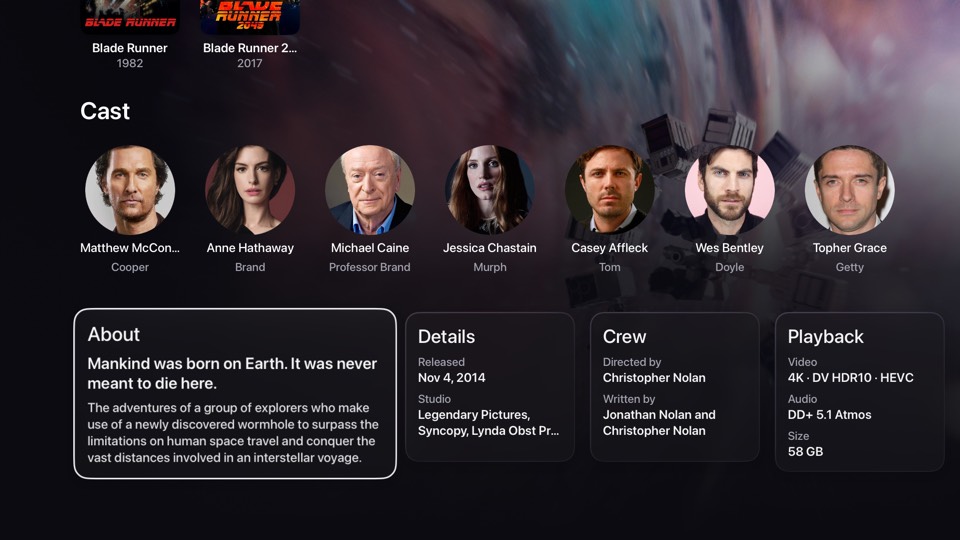 BLADE RUNNER
BLADE
RUNNER
2049
Blade Runner
1982
Blade Runner 2...
2017
Cast
Matthew McCon...
Cooper
Anne Hathaway
Brand
Michael Caine
Professor Brand
Jessica Chastain
Murph
Casey Affleck
Tom
Wes Bentley
Doyle
Topher Grace
Getty
About
Mankind was born on Earth. It was never
meant to die here.
The adventures of a group of explorers who make
use of a newly discovered wormhole to surpass the
limitations on human space travel and conquer the
vast distances involved in an interstellar voyage.
Details
Released
Nov 4, 2014
Studio
Legendary Pictures,
Syncopy, Lynda Obst Pr...
Crew
Directed by
Christopher Nolan
Written by
Jonathan Nolan and
Christopher Nolan
Playback
Video
4K · DV HDR10 · HEVC
Audio
DD+ 5.1 Atmos
Size
58 GB